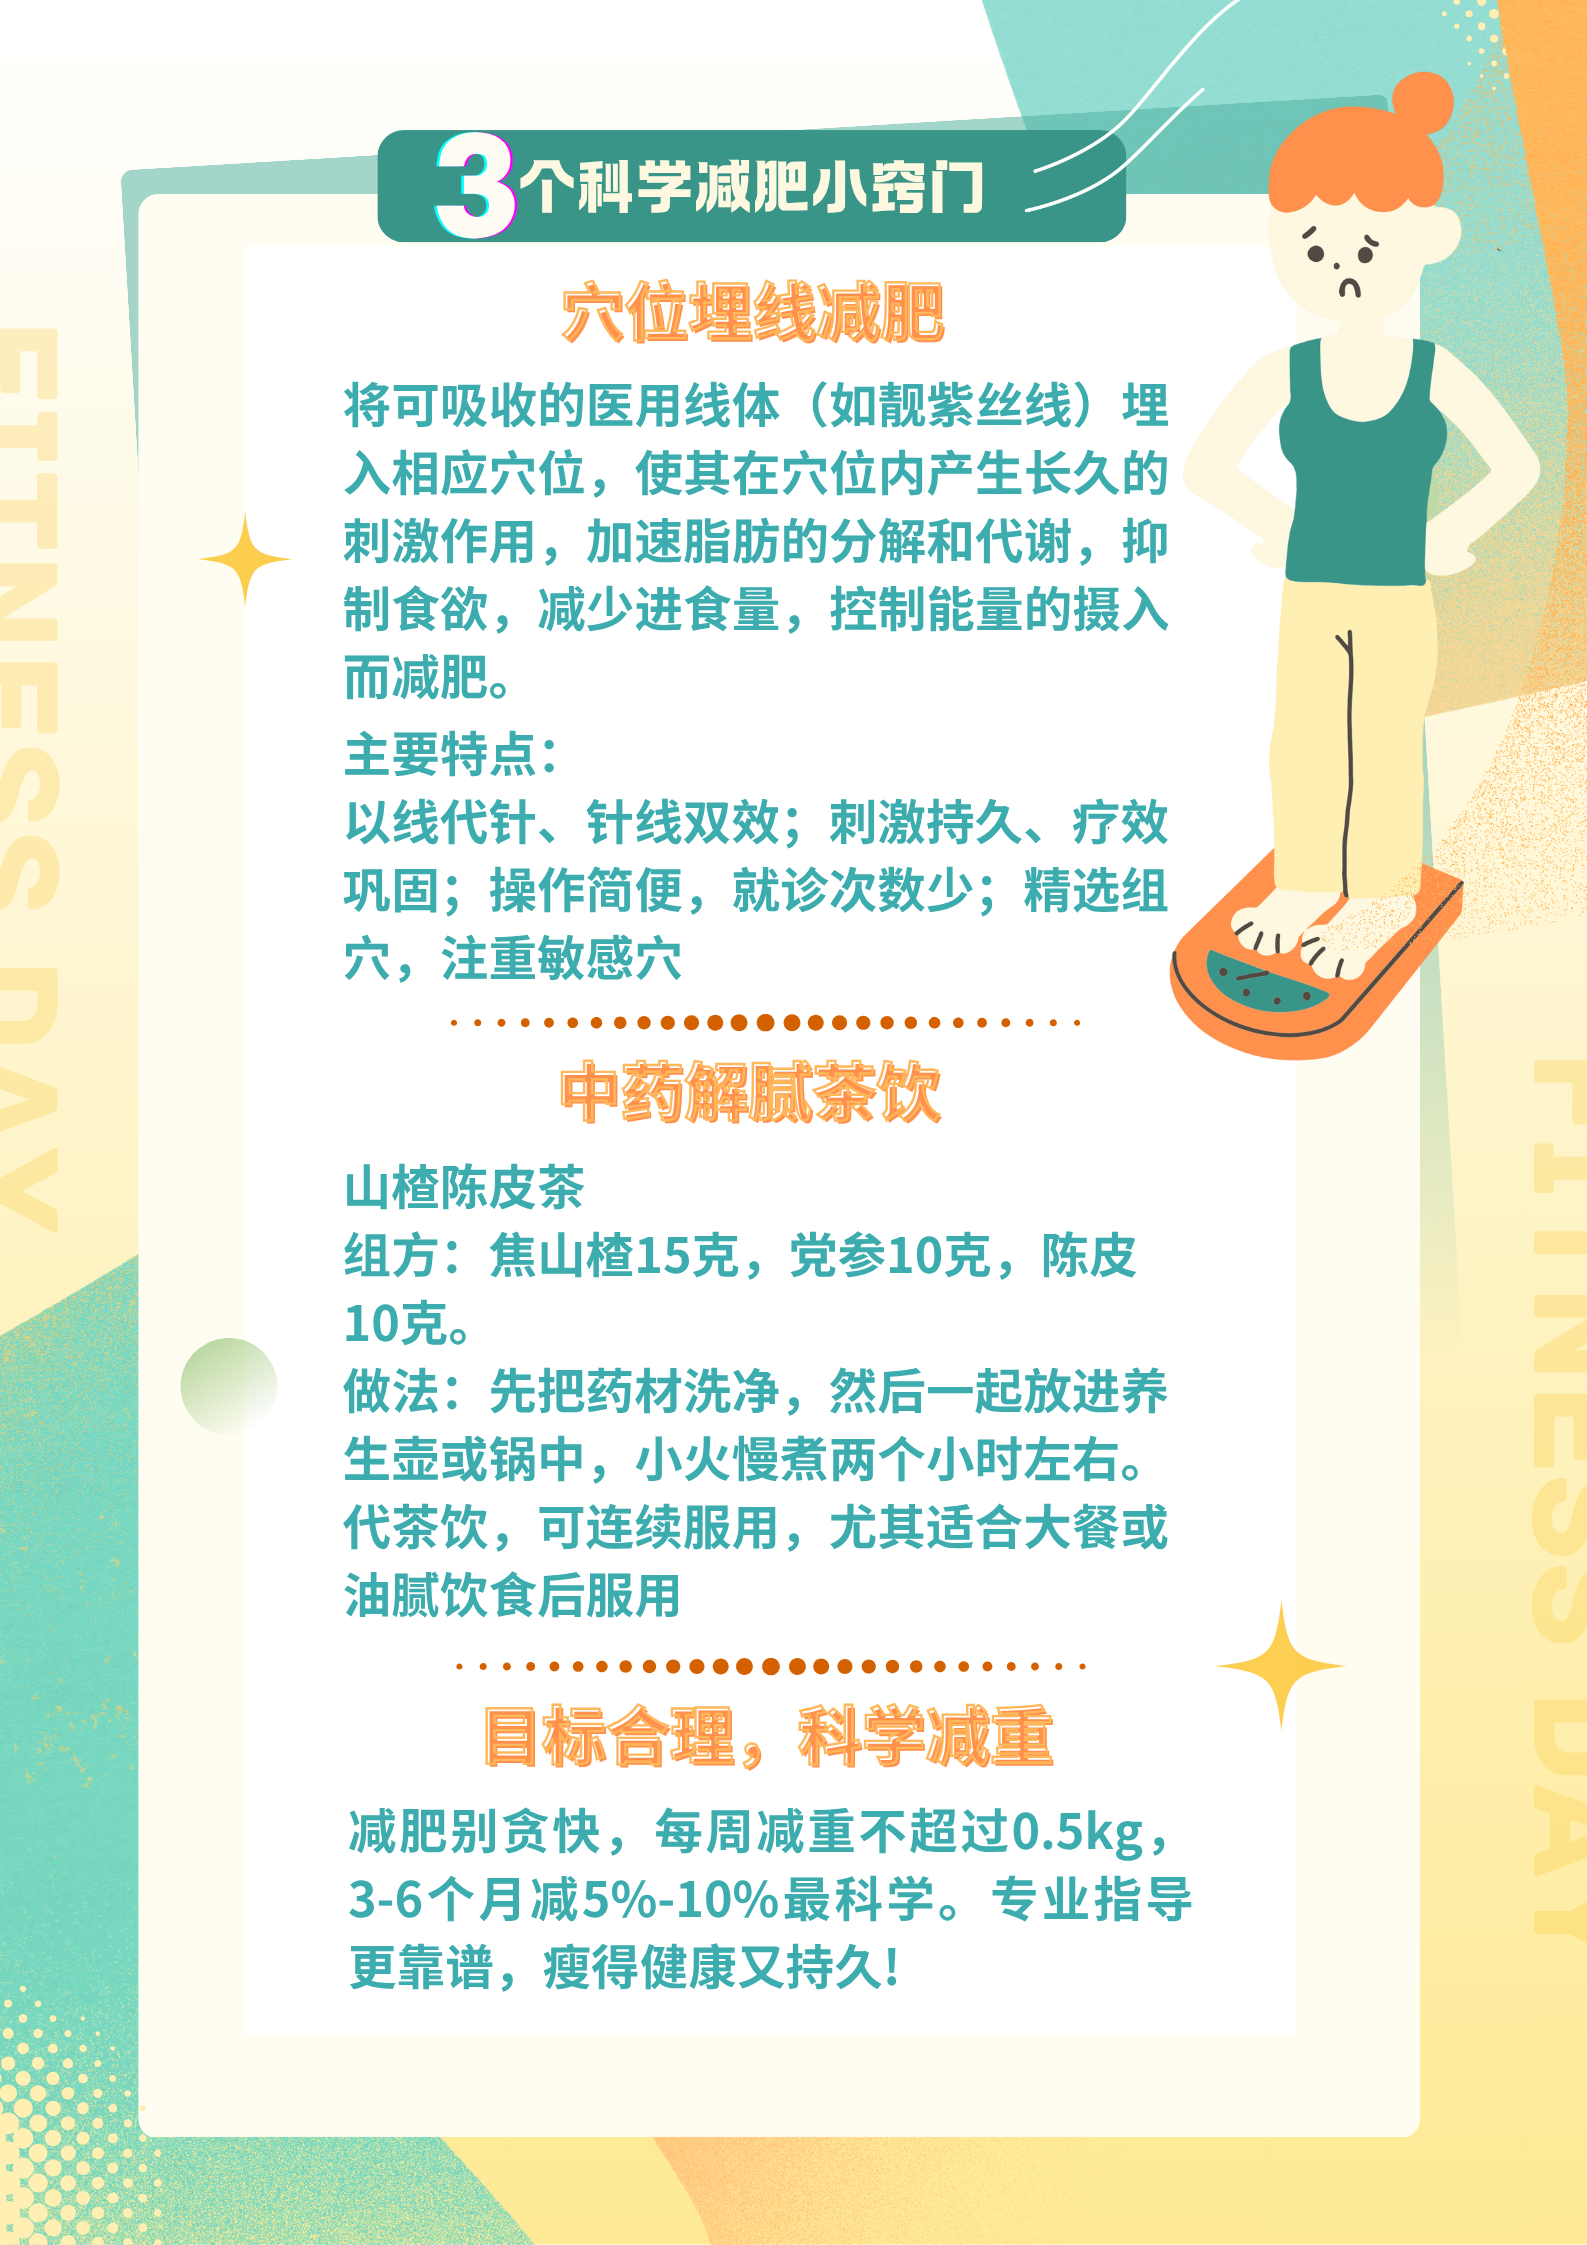 3个科学减肥小窍门
穴位埋线减肥
将可吸收的医用线体（如靓紫丝线）埋
入相应穴位，使其在穴位内产生长久的
刺激作用，加速脂肪的分解和代谢，抑
制食欲，减少进食量，控制能量的摄入
而减肥。
主要特点：
以线代针、针线双效；刺激持久、疗效
巩固；操作简便，就诊次数少；精选组
穴，注重敏感穴
中药解腻茶饮
山楂陈皮茶
组方：焦山楂15克，党参10克，陈皮
10克。
做法：先把药材洗净，然后一起放进养
生壶或锅中，小火慢煮两个小时左右。
代茶饮，可连续服用，尤其适合大餐或
油腻饮食后服用
目标合理，科学减重
减肥别贪快，每周减重不超过0.5kg，
3-6个月减5%-10%最科学。专业指导
更靠谱，瘦得健康又持久!
FITNESS DAY
FITNESS DAY